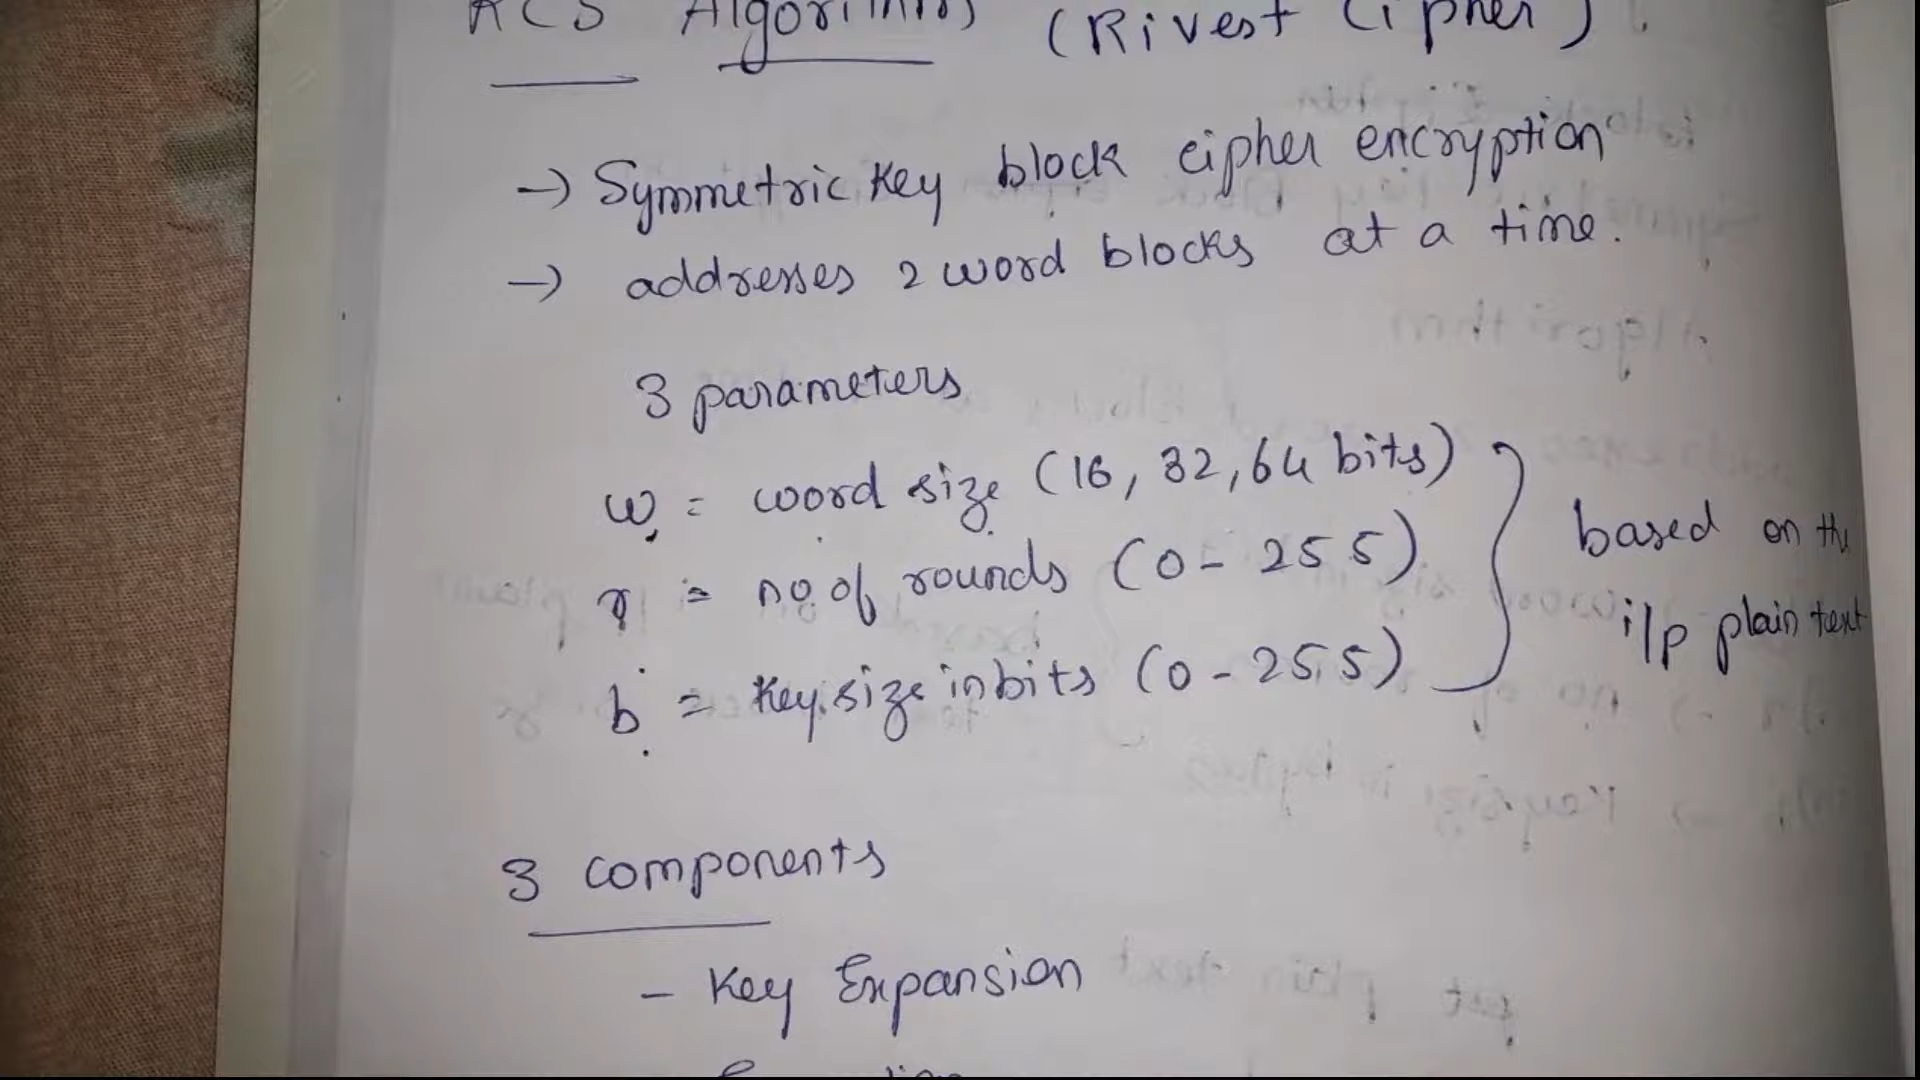 RC5 Algorithm (Rivest Cipher)
→ Symmetric Key block cipher encryption
→ addresses 2 word blocks at a time.
3 parameters
w = word size (16, 32, 64 bits)
r = no of rounds (0 - 255)
b = Key size in bits (0 - 255)
based on the
i/p plain text
3 components
- Key Expansion